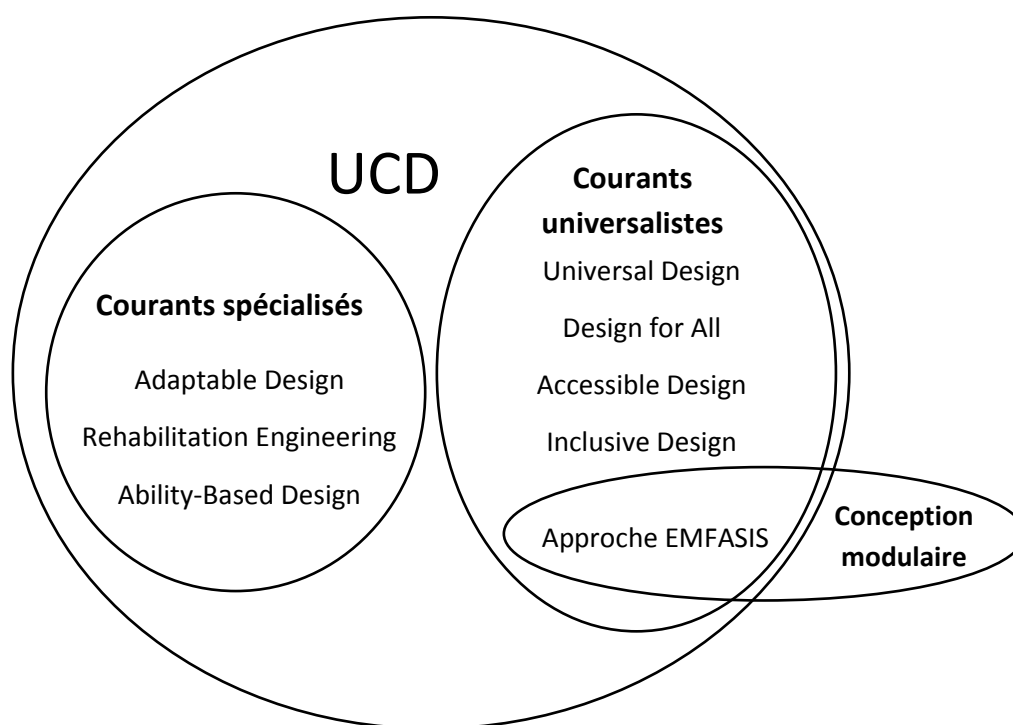 UCD
Courants spécialisés
Adaptable Design
Rehabilitation Engineering
Ability-Based Design
Courants
universalistes
Universal Design
Design for All
Accessible Design
Inclusive Design
Approche EMFASIS
Conception
modulaire